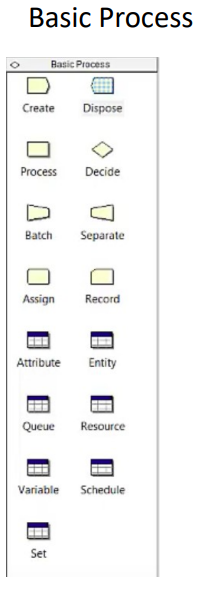 Basic Process
Basic Process
Create Dispose
Process Decide
Batch Separate
Assign Record
Attribute Entity
Queue Resource
Variable Schedule
Set